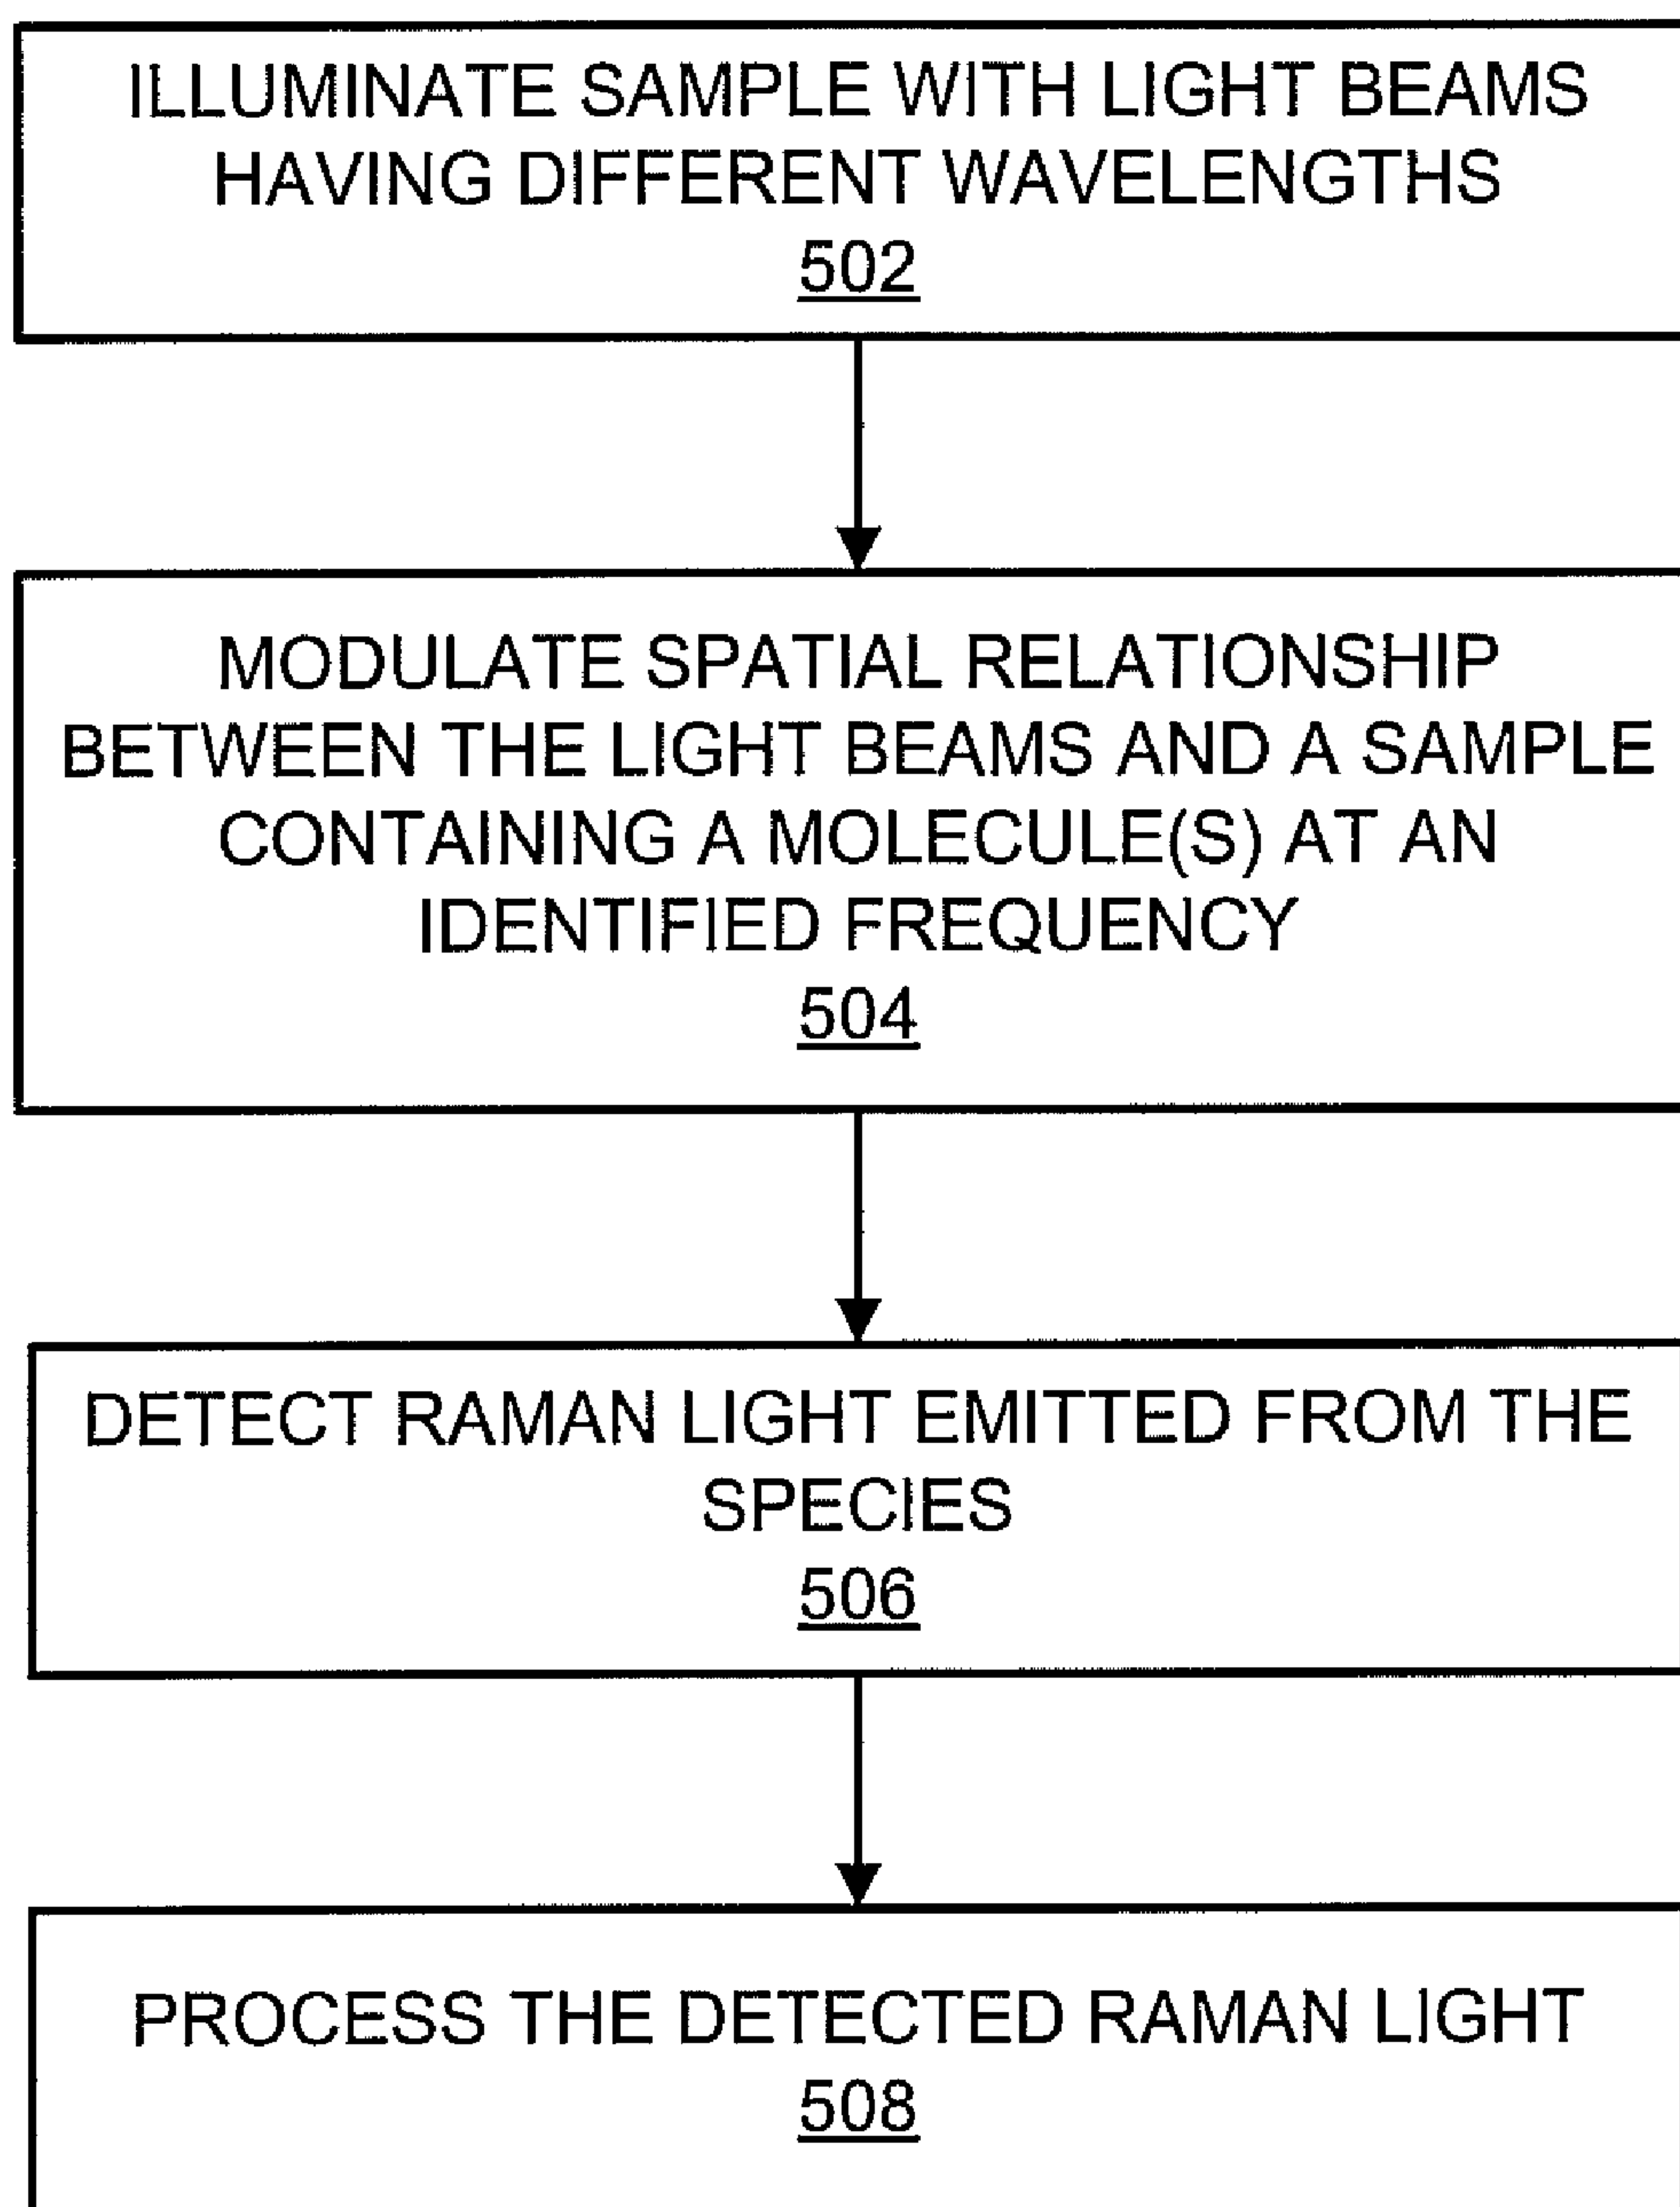 ILLUMINATE SAMPLE WITH LIGHT BEAMS
HAVING DIFFERENT WAVELENGTHS
502
MODULATE SPATIAL RELATIONSHIP
BETWEEN THE LIGHT BEAMS AND A SAMPLE
CONTAINING A MOLECULE(S) AT AN
IDENTIFIED FREQUENCY
504
DETECT RAMAN LIGHT EMITTED FROM THE
SPECIES
506
PROCESS THE DETECTED RAMAN LIGHT
508